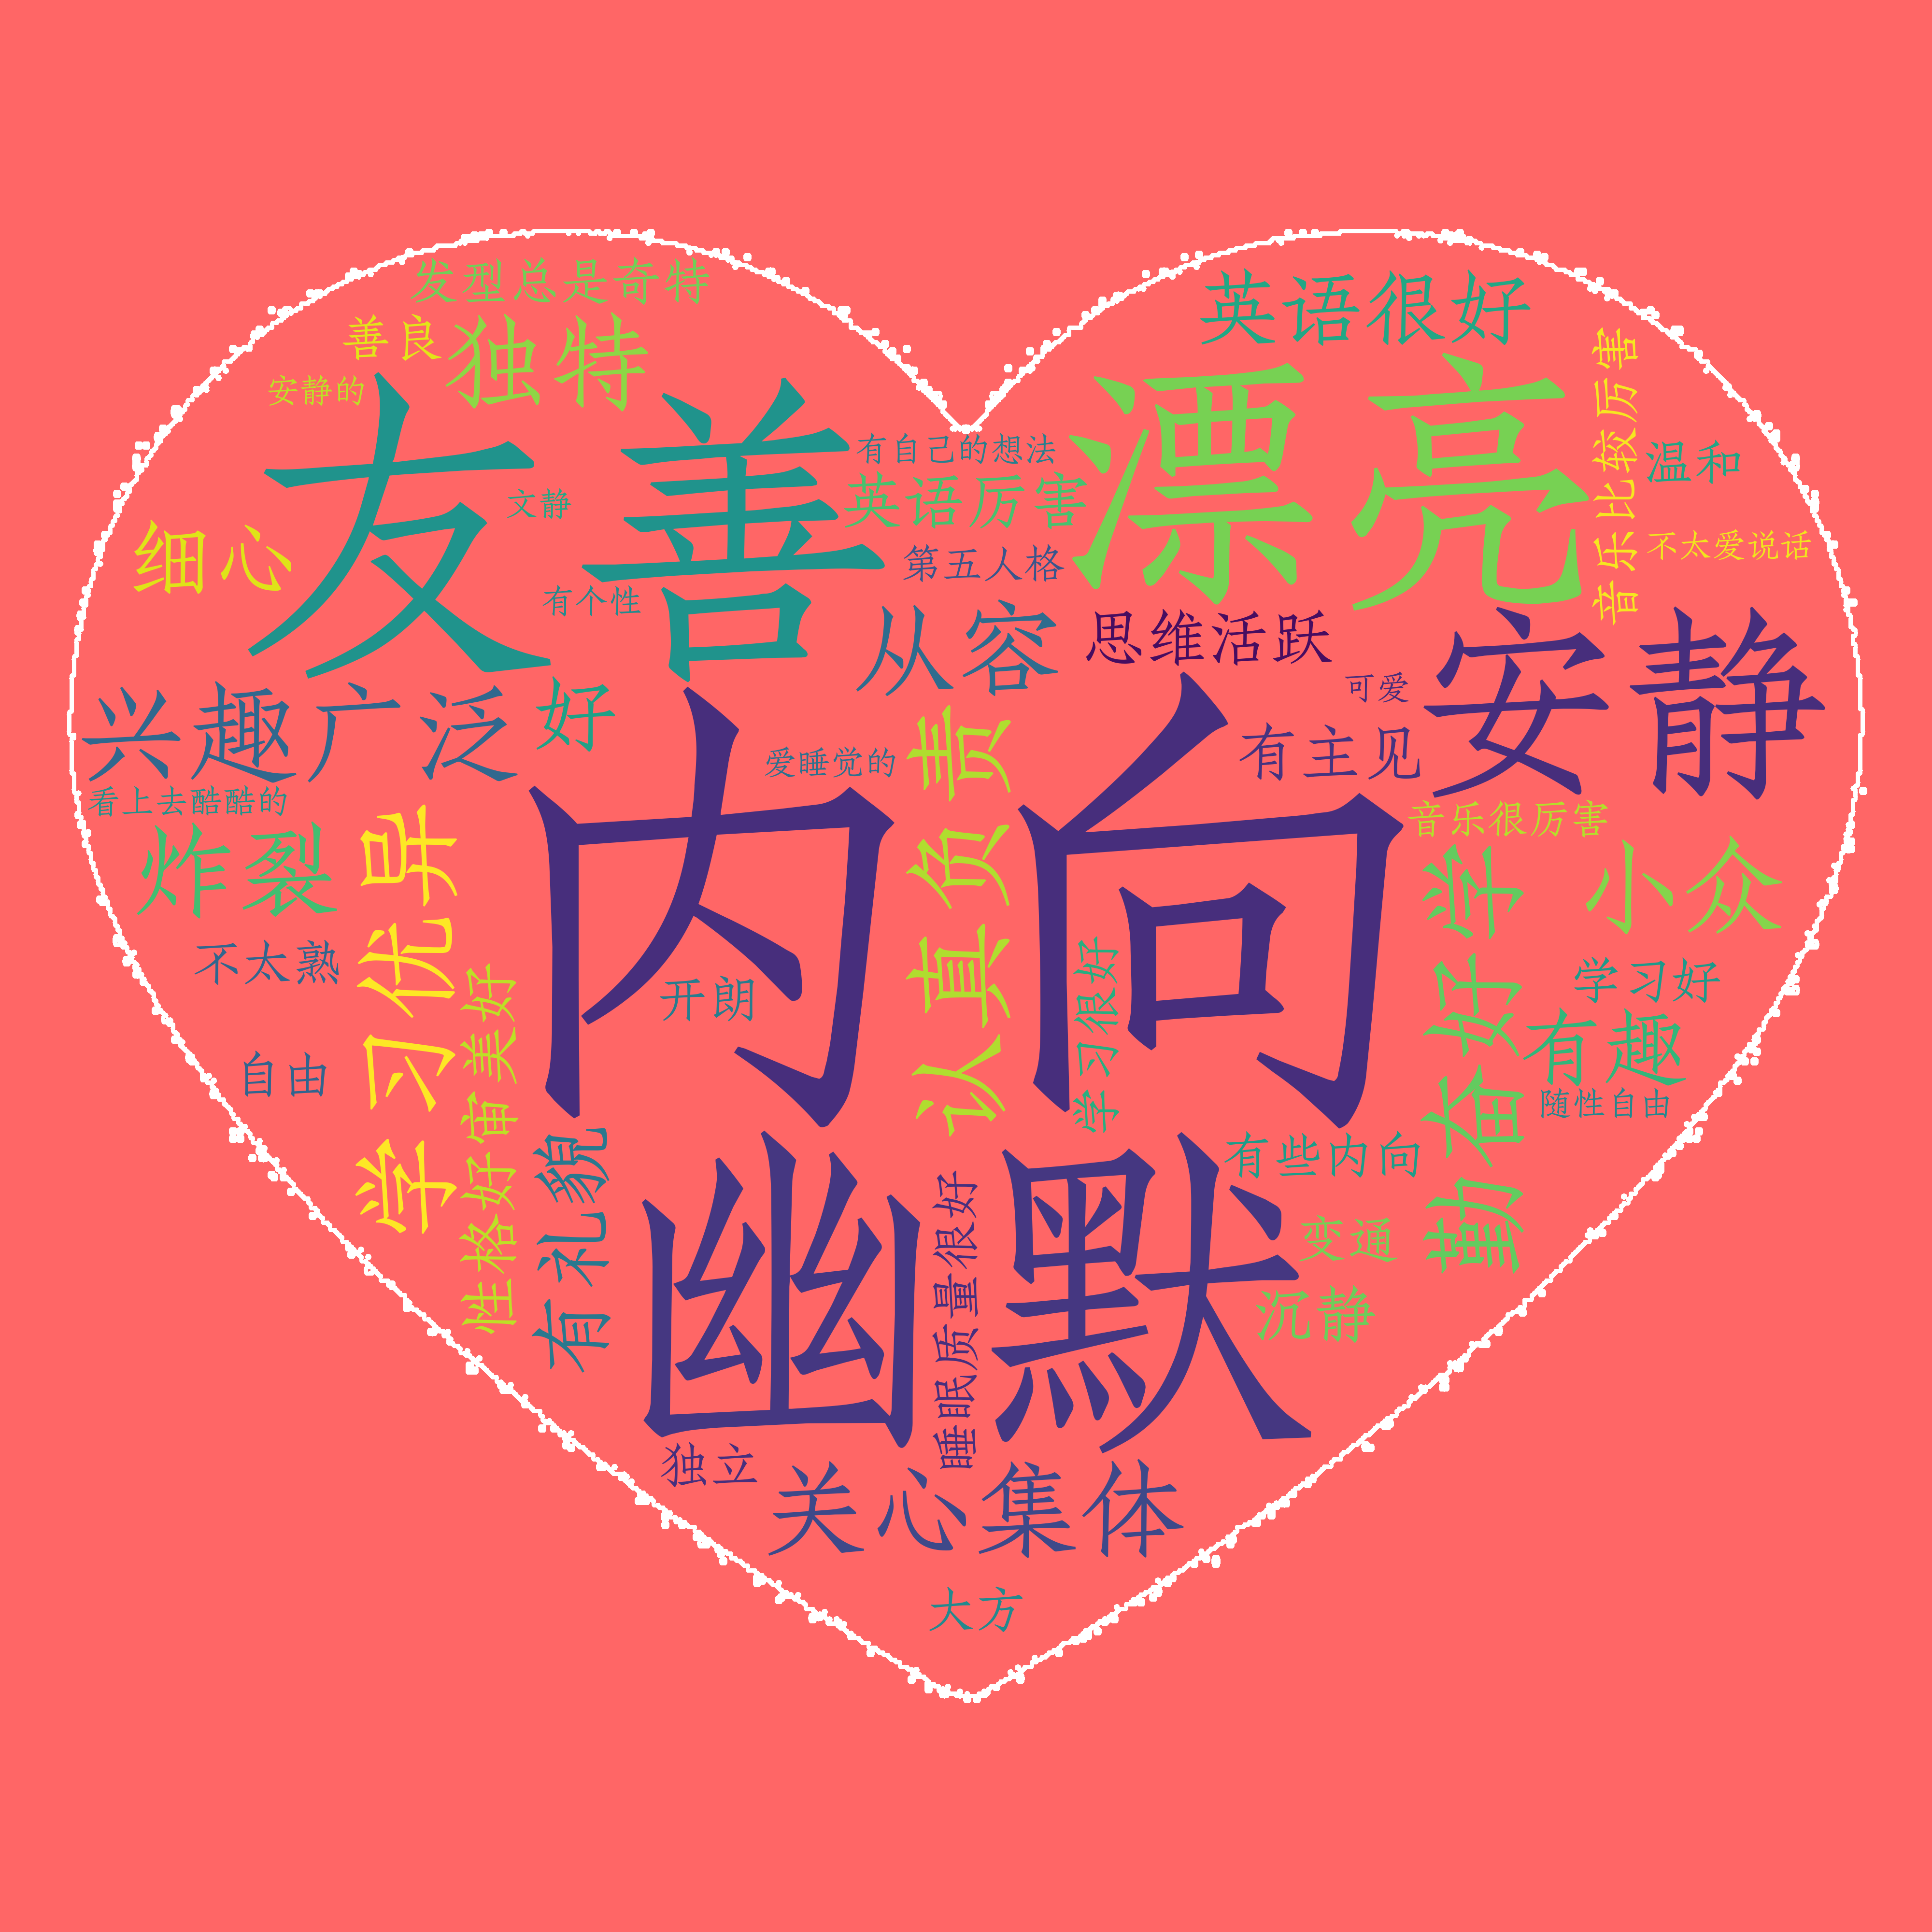 发型总是奇特
英语很好
善良
独特
安静的
友善
漂亮
音乐比较厉害
有自己的想法
温和
文静
英语厉害
细心
不太爱说话
第五人格
有个性
从容
思维活跃
安静
可爱
兴趣广泛
好
有主见
爱睡觉的
内向
认真负责
看上去酷酷的
音乐很厉害
炸裂
学习优异
小众
勤奋好学
不太熟
开朗
学习很好
学习好
性格好审美好
有趣
自由
随性自由
有礼貌
幽默
有些内向
睡眠质量很好
变通
沉静
独立
关心集体
大方